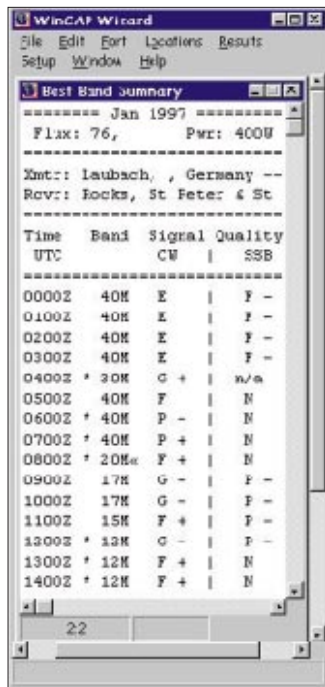 WinCAP Wizard
File Edit Port Locations Results
Setup Window Help
Best Band Summary
======== Jan 1997 =========
Flux: 76, Pwr: 400W
---------------------------
Xmtr: Laubach, , Germany --
Rcvr: Rocks, St Peter & St
---------------------------
Time Band Signal Quality
UTC CW | SSB
===========================
0000Z 40M E | F -
0100Z 40M E | F -
0200Z 40M E | F -
0300Z 40M E | F -
0400Z * 30M G + | n/a
0500Z 40M F | N
0600Z * 40M P - | N
0700Z * 40M P + | N
0800Z * 20M« F + | N
0900Z 17M G - | P -
1000Z 17M G - | P -
1100Z 15M F + | P -
* G - | P -
1300Z * 12M F + | N
1400Z * 12M F + | N
2:2